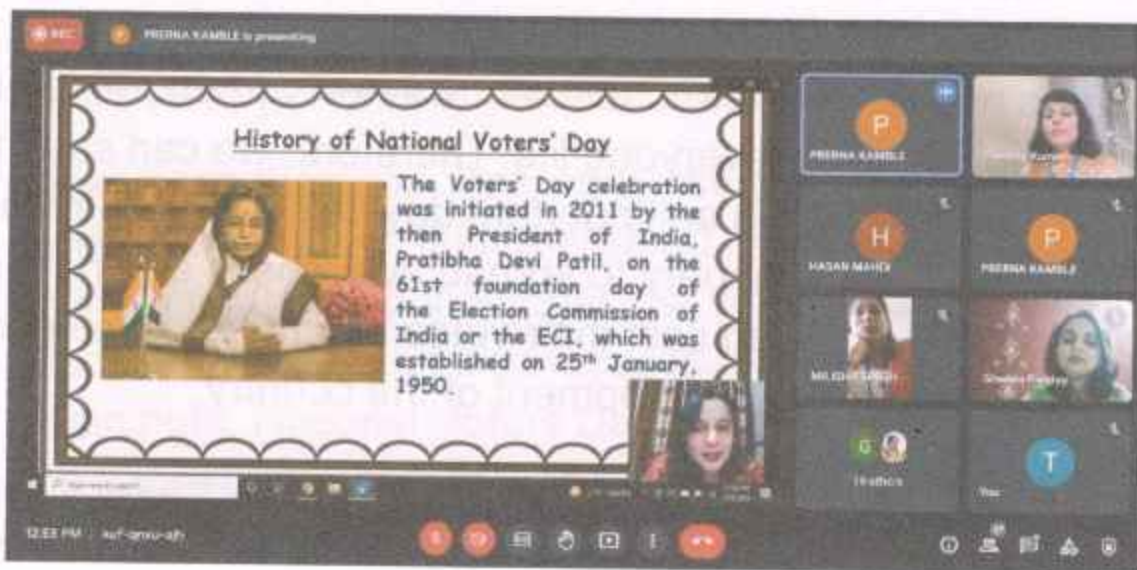 REC
PRERNA KAMBLE is presenting
History of National Voters' Day
The Voters' Day celebration
was initiated in 2011 by the
then President of India,
Pratibha Devi Patil, on the
61st foundation day of
the Election Commission of
India or the ECI, which was
established on 25th January,
1950.
PRERNA KAMBLE
Kumari
H
HASAN MAHDI
P
PRERNA KAMBLE
P
G
T
You
12:53 PM